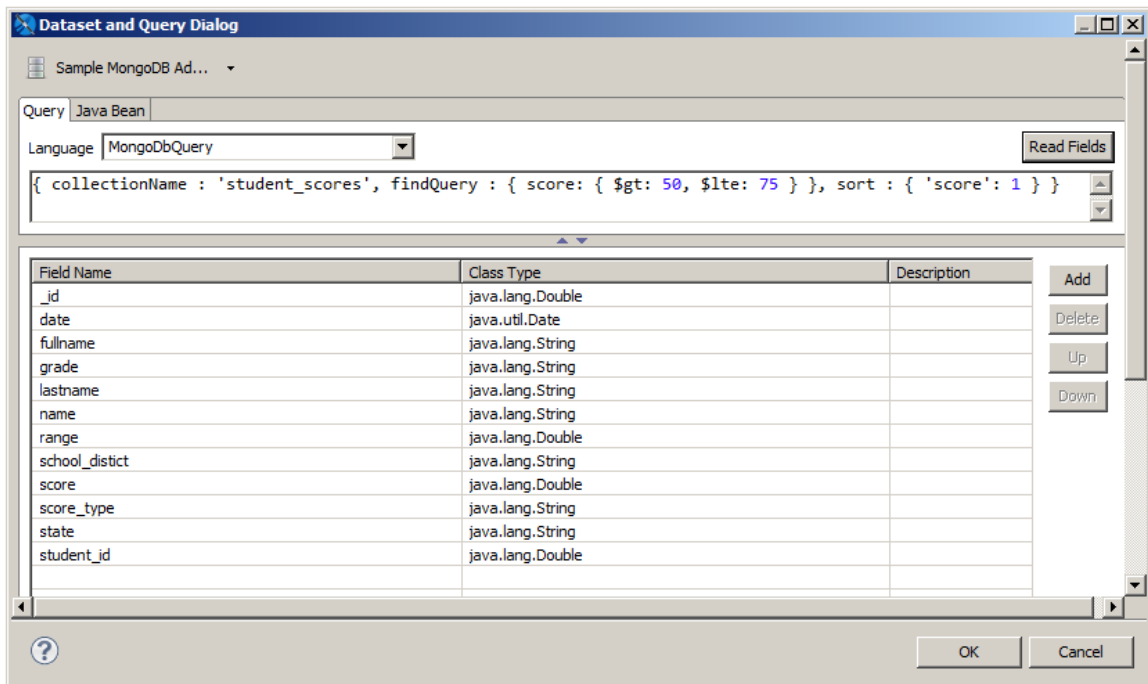 Dataset and Query Dialog
Sample MongoDB Ad...
Query Java Bean
Language MongoDbQuery Read Fields
{ collectionName : 'student_scores', findQuery : { score: { $gt: 50, $lte: 75 } }, sort : { 'score': 1 } }
Field Name Class Type Description
_id java.lang.Double
date java.util.Date
fullname java.lang.String
grade java.lang.String
lastname java.lang.String
name java.lang.String
range java.lang.Double
school_distict java.lang.String
score java.lang.Double
score_type java.lang.String
state java.lang.String
student_id java.lang.Double
Add
Delete
Up
Down
OK Cancel